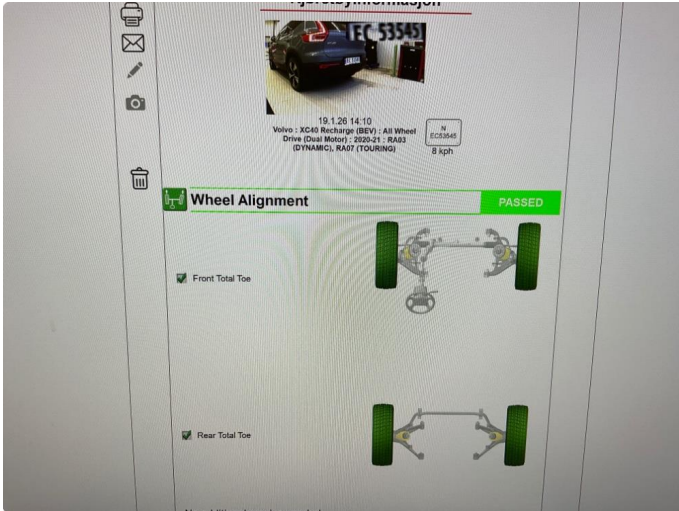 Kjøretøyinformasjon
EC 53545
19.1.26 14:10
Volvo : XC40 Recharge (BEV) : All Wheel
Drive (Dual Motor) : 2020-21 : RA03
(DYNAMIC), RA07 (TOURING)
N
EC53545
8 kph
Wheel Alignment
PASSED
Front Total Toe
Rear Total Toe